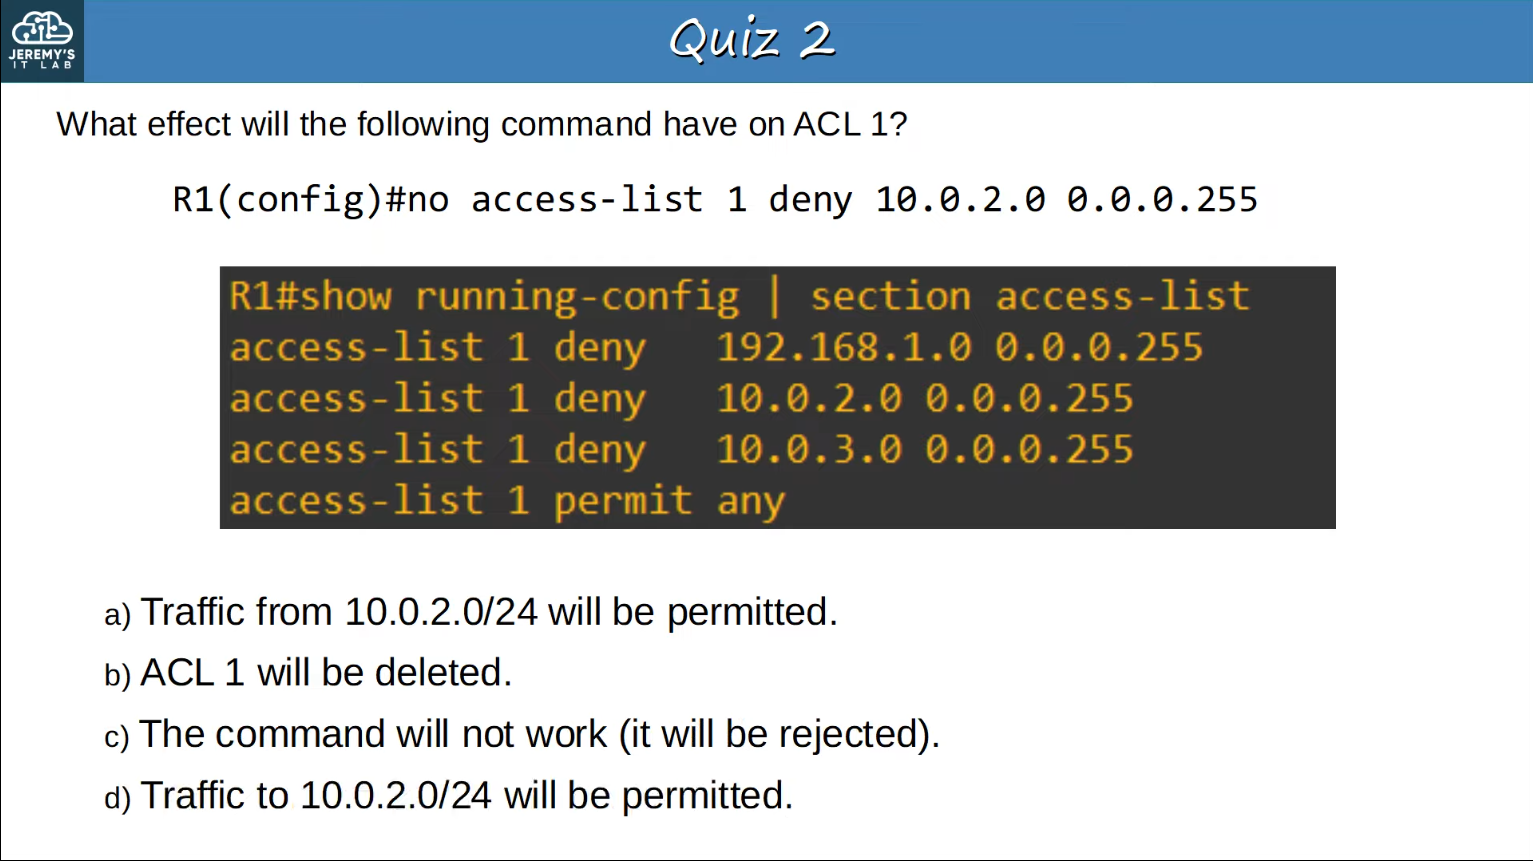 JEREMY'S
IT LAB
Quiz 2
What effect will the following command have on ACL 1?
R1(config)#no access-list 1 deny 10.0.2.0 0.0.0.255
R1#show running-config | section access-list
access-list 1 deny   192.168.1.0 0.0.0.255
access-list 1 deny   10.0.2.0 0.0.0.255
access-list 1 deny   10.0.3.0 0.0.0.255
access-list 1 permit any
a) Traffic from 10.0.2.0/24 will be permitted.
b) ACL 1 will be deleted.
c) The command will not work (it will be rejected).
d) Traffic to 10.0.2.0/24 will be permitted.